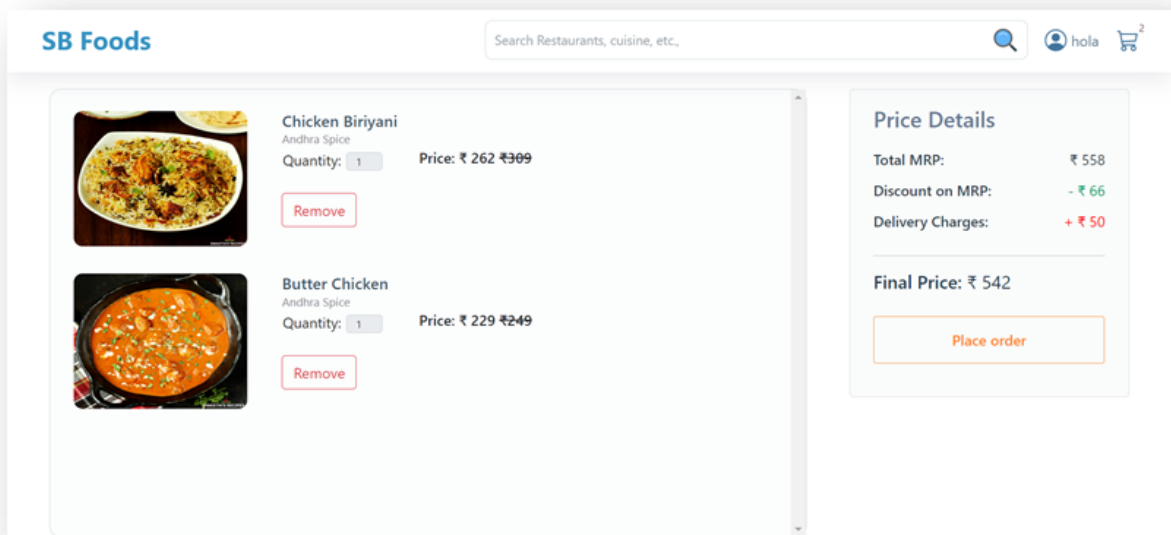 SB Foods
Search Restaurants, cuisine, etc.,
hola
2
Chicken Biriyani
Andhra Spice
Quantity: 1
Price: ₹ 262 ₹309
Remove
Butter Chicken
Andhra Spice
Quantity: 1
Price: ₹ 229 ₹249
Remove
Price Details
Total MRP: ₹ 558
Discount on MRP: - ₹ 66
Delivery Charges: + ₹ 50
Final Price: ₹ 542
Place order